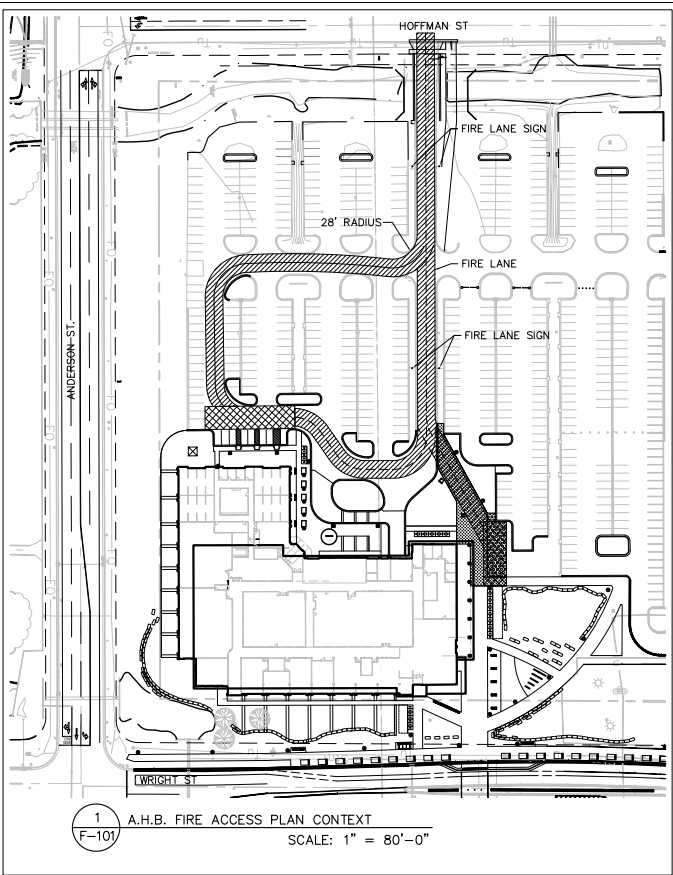 HOFFMAN ST
FIRE LANE SIGN
28' RADIUS
FIRE LANE
FIRE LANE SIGN
ANDERSON ST.
WRIGHT ST
1
F-101
A.H.B. FIRE ACCESS PLAN CONTEXT
SCALE: 1" = 80'-0"